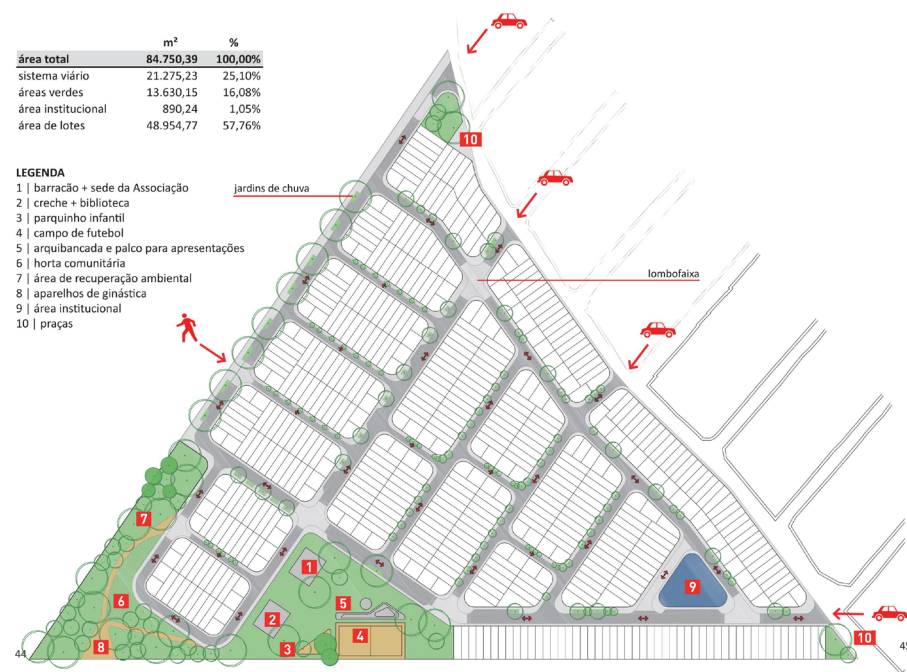 m² %
área total 84.750,39 100,00%
sistema viário 21.275,23 25,10%
áreas verdes 13.630,15 16,08%
área institucional 890,24 1,05%
área de lotes 48.954,77 57,76%
LEGENDA
1 | barracão + sede da Associação
2 | creche + biblioteca
3 | parquinho infantil
4 | campo de futebol
5 | arquibancada e palco para apresentações
6 | horta comunitária
7 | área de recuperação ambiental
8 | aparelhos de ginástica
9 | área institucional
10 | praças
jardins de chuva
lombofaixa
10
7
1
9
6
5
2
4
10
3
8
44
45